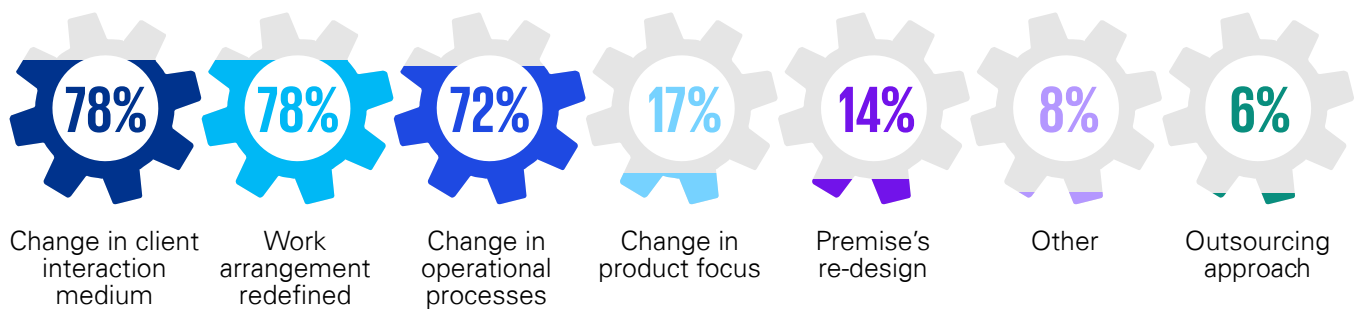 78%
78%
72%
17%
14%
8%
6%
Change in client
interaction
medium
Work
arrangement
redefined
Change in
operational
processes
Change in
product focus
Premise’s
re-design
Other
Outsourcing
approach